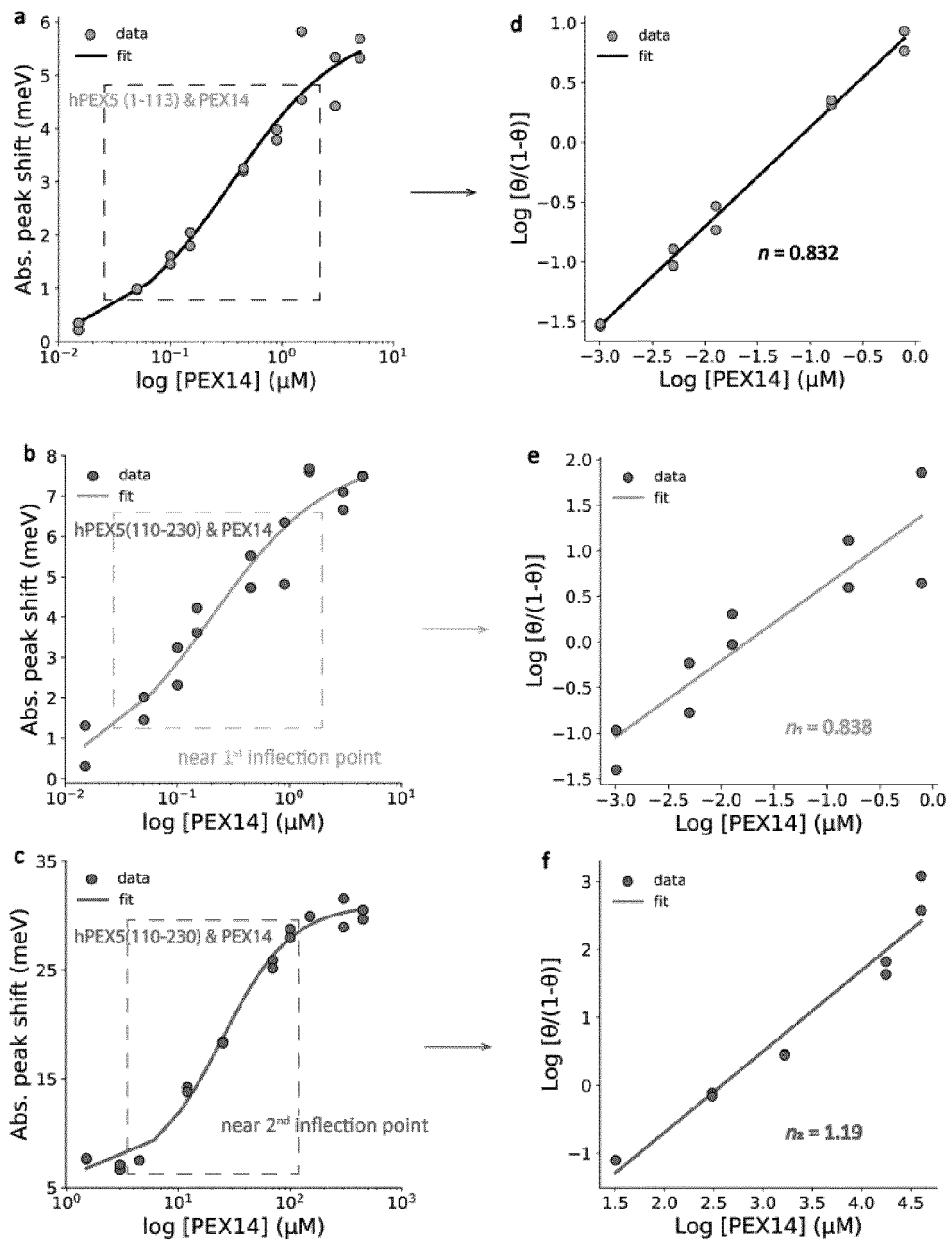 a
6
5
4
3
2
1
0
Abs. peak shift (meV)
data
fit
hPEX5 (1-113) & PEX14
10⁻² 10⁻¹ 10⁰ 10¹
log [PEX14] (µM)
d
1.0
0.5
0.0
−0.5
−1.0
−1.5
Log [θ/(1-θ)]
data
fit
n = 0.832
−3.0 −2.5 −2.0 −1.5 −1.0 −0.5 0.0
Log [PEX14] (µM)
b
8
7
6
5
4
3
2
1
0
Abs. peak shift (meV)
data
fit
hPEX5(110-230) & PEX14
near 1ˢᵗ inflection point
10⁻² 10⁻¹ 10⁰ 10¹
log [PEX14] (µM)
e
2.0
1.5
1.0
0.5
0.0
−0.5
−1.0
−1.5
Log [θ/(1-θ)]
data
fit
n₁ = 0.838
−3.0 −2.5 −2.0 −1.5 −1.0 −0.5 0.0
Log [PEX14] (µM)
c
35
25
15
5
Abs. peak shift (meV)
data
fit
hPEX5(110-230) & PEX14
near 2ⁿᵈ inflection point
10⁰ 10¹ 10² 10³
log [PEX14] (µM)
f
3
2
1
0
−1
Log [θ/(1-θ)]
data
fit
n₂ = 1.19
1.5 2.0 2.5 3.0 3.5 4.0 4.5
Log [PEX14] (µM)